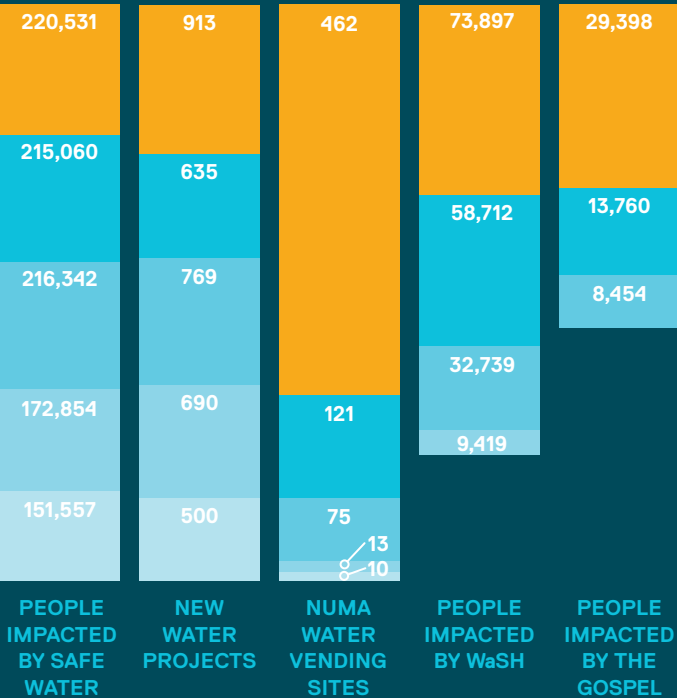 220,531
215,060
216,342
172,854
151,557
PEOPLE
IMPACTED
BY SAFE
WATER
913
635
769
690
500
NEW
WATER
PROJECTS
462
121
75
13
10
NUMA
WATER
VENDING
SITES
73,897
58,712
32,739
9,419
PEOPLE
IMPACTED
BY WaSH
29,398
13,760
8,454
PEOPLE
IMPACTED
BY THE
GOSPEL